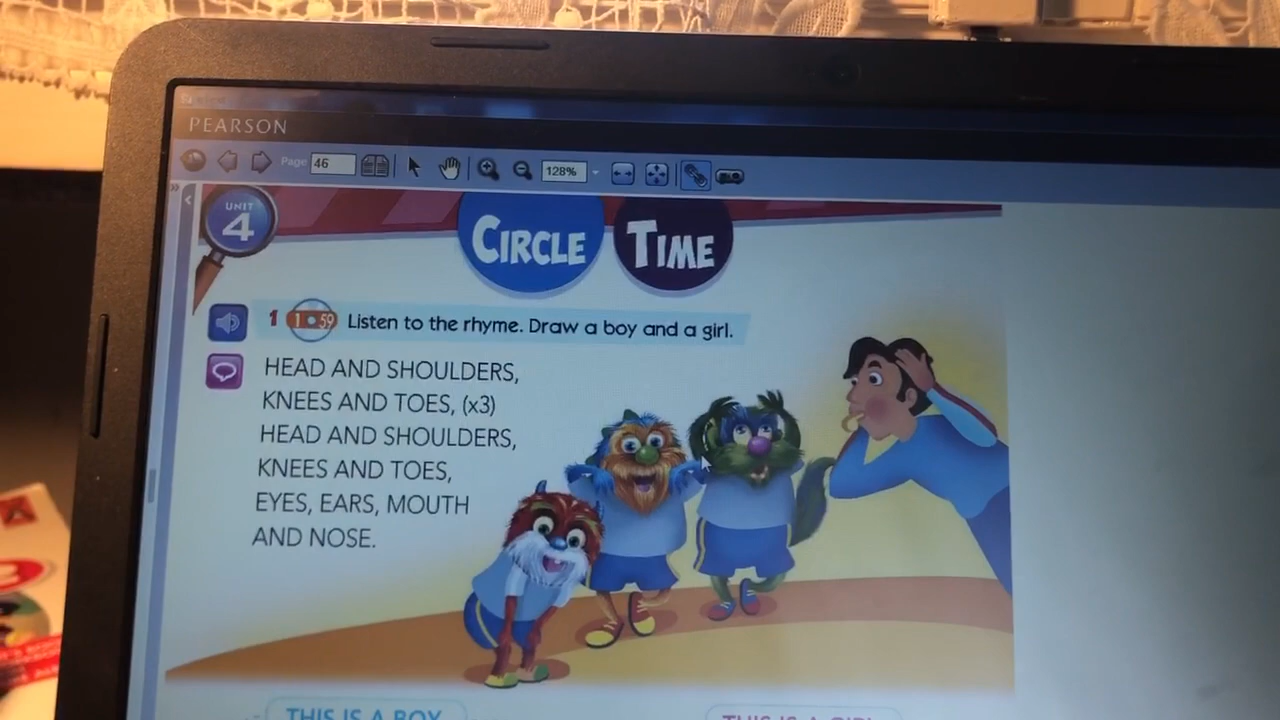 PEARSON
Page 46
128%
UNIT
4
CIRCLE TIME
1 1 59 Listen to the rhyme. Draw a boy and a girl.
HEAD AND SHOULDERS,
KNEES AND TOES, (x3)
HEAD AND SHOULDERS,
KNEES AND TOES,
EYES, EARS, MOUTH
AND NOSE.
THIS IS A BOY
THIS IS A GIRL